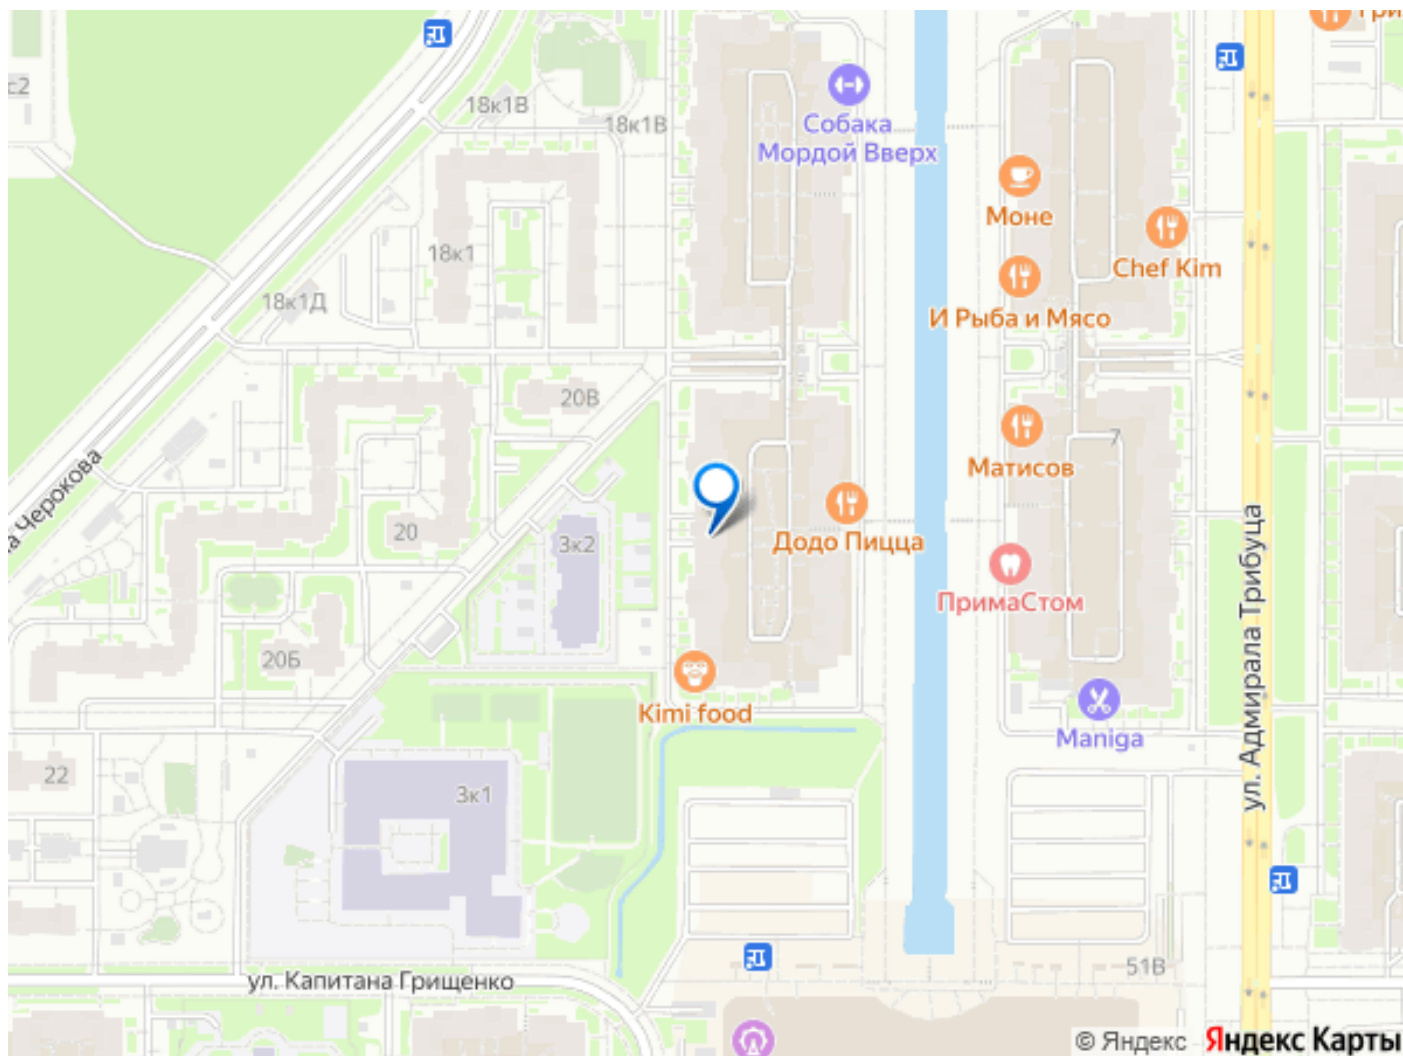 с2
18к1В
18к1В
Собака
Мордой Вверх
Моне
18к1
Chef Kim
18к1Д
И Рыба и Мясо
20В
7
Матисов
Черокова
20
3к2
Додо Пицца
ПримаСтом
ул. Адмирала Трибуца
20Б
Kimi food
Maniga
22
3к1
51В
ул. Капитана Грищенко
© Яндекс Яндекс Карты